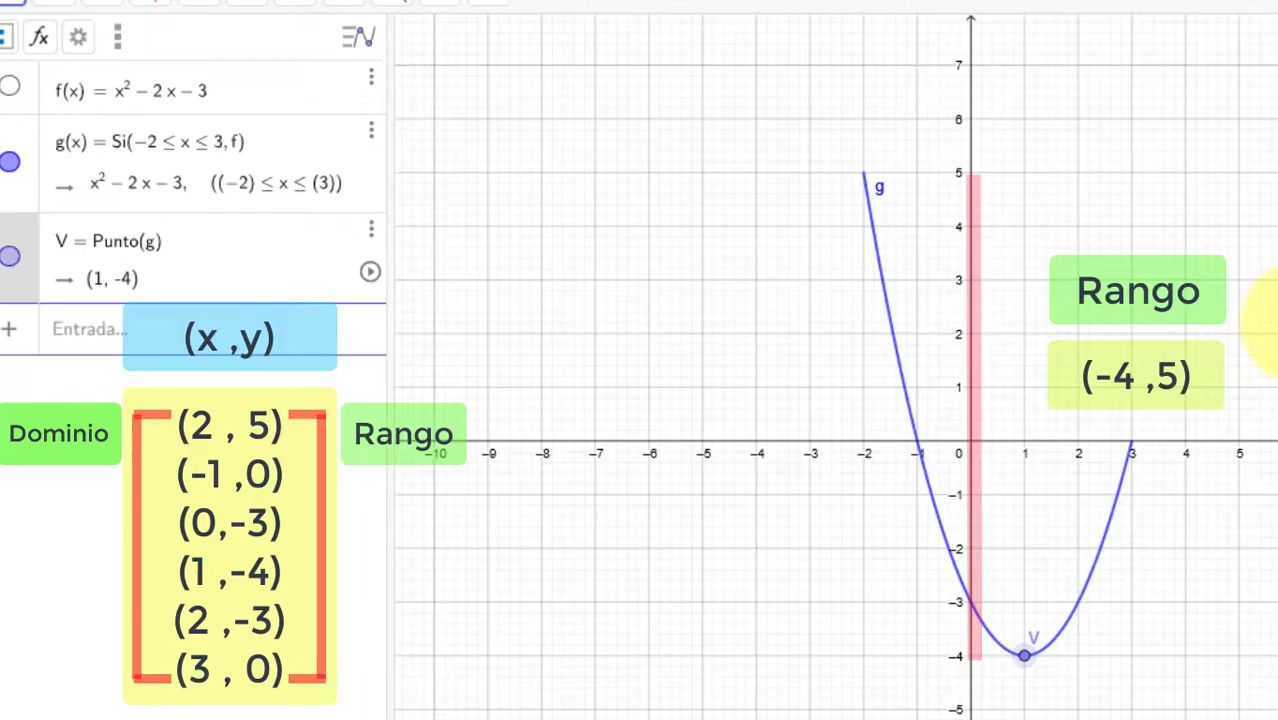 fx
f(x) = x² − 2 x − 3
g(x) = Si(−2 ≤ x ≤ 3, f)
→ x² − 2 x − 3, ((−2) ≤ x ≤ (3))
V = Punto(g)
→ (1, -4)
+ Entrada...
(x ,y)
Dominio
(2 , 5)
(-1 ,0)
(0,-3)
(1 ,-4)
(2 ,-3)
(3 , 0)
Rango
g
V
Rango
(-4 ,5)
7
6
5
4
3
2
1
0
−1
−2
−3
−4
−5
−10 −9 −8 −7 −6 −5 −4 −3 −2 −1 1 2 3 4 5